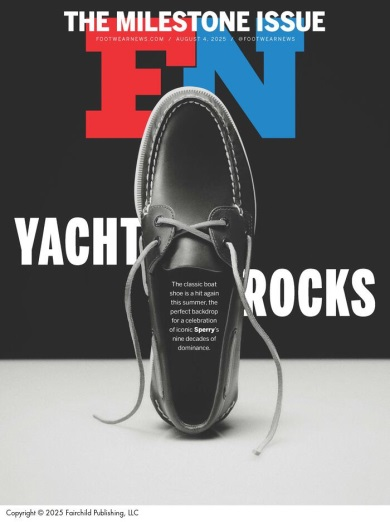 THE MILESTONE ISSUE
FOOTWEARNEWS.COM / AUGUST 4, 2025 / @FOOTWEARNEWS
FN
YACHT
ROCKS
The classic boat
shoe is a hit again
this summer, the
perfect backdrop
for a celebration
of iconic Sperry's
nine decades of
dominance.
Copyright © 2025 Fairchild Publishing, LLC